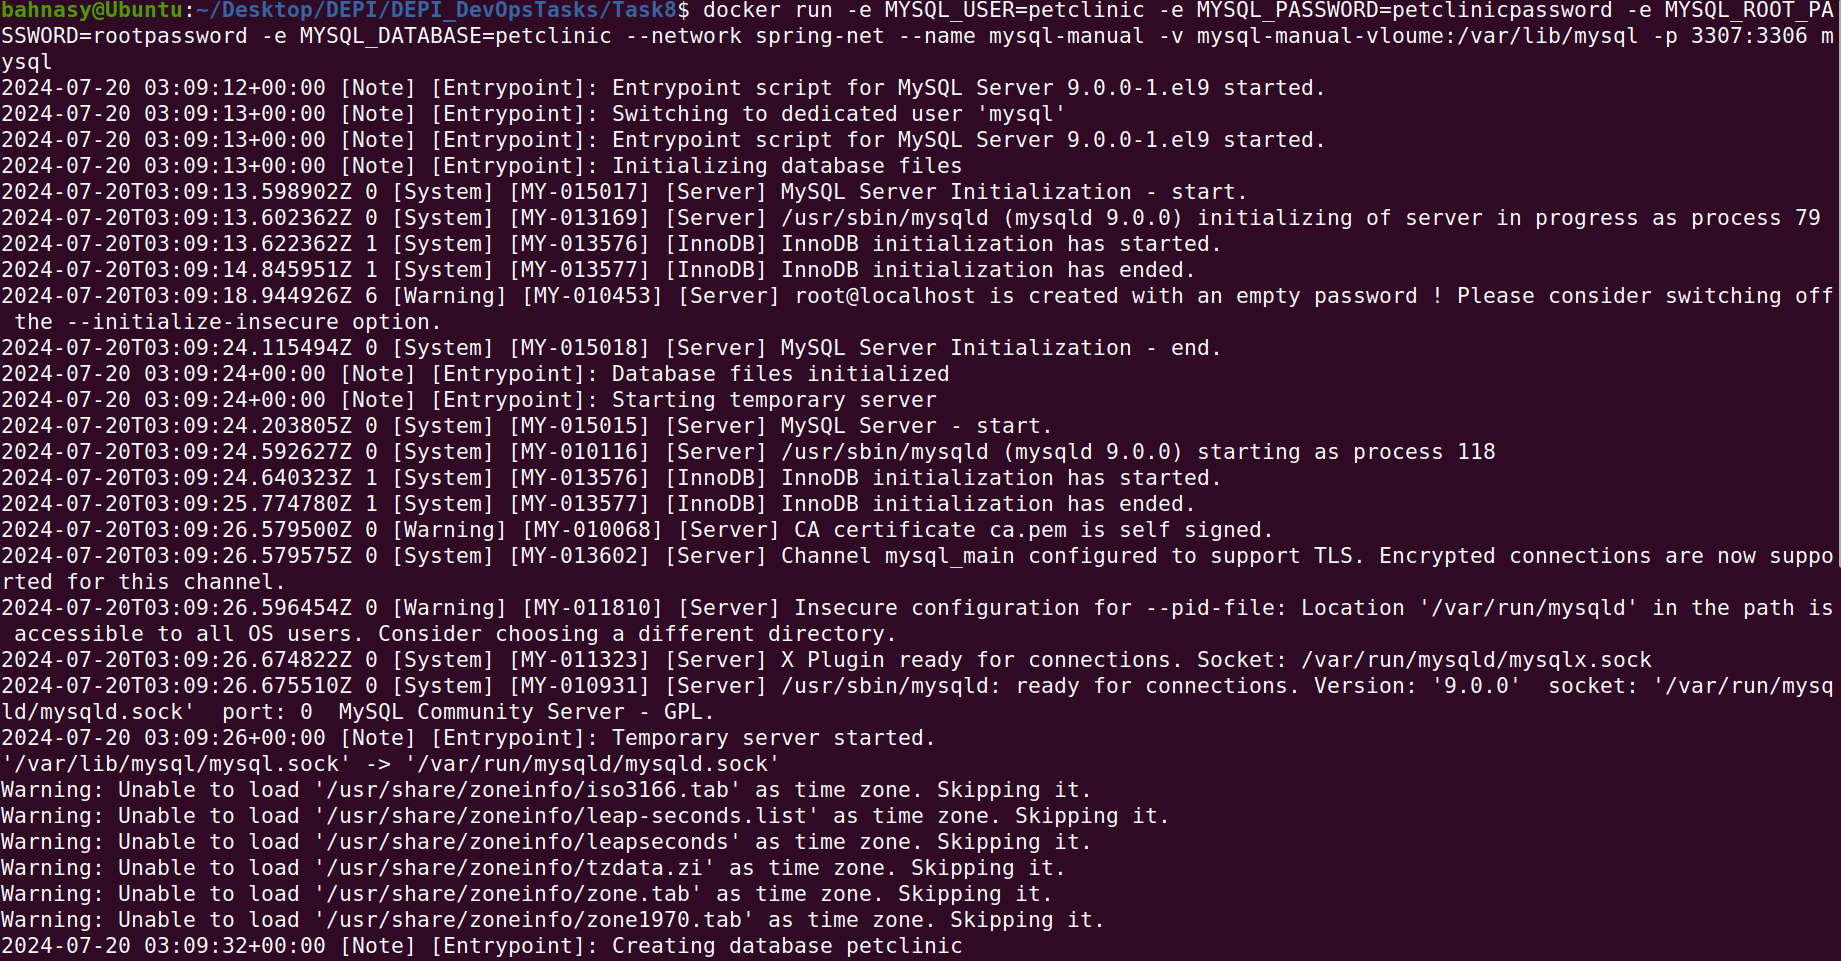 bahnasy@Ubuntu:~/Desktop/DEPI/DEPI_DevOpsTasks/Task8$ docker run -e MYSQL_USER=petclinic -e MYSQL_PASSWORD=petclinicpassword -e MYSQL_ROOT_PA
SSWORD=rootpassword -e MYSQL_DATABASE=petclinic --network spring-net --name mysql-manual -v mysql-manual-vloume:/var/lib/mysql -p 3307:3306 m
ysql
2024-07-20 03:09:12+00:00 [Note] [Entrypoint]: Entrypoint script for MySQL Server 9.0.0-1.el9 started.
2024-07-20 03:09:13+00:00 [Note] [Entrypoint]: Switching to dedicated user 'mysql'
2024-07-20 03:09:13+00:00 [Note] [Entrypoint]: Entrypoint script for MySQL Server 9.0.0-1.el9 started.
2024-07-20 03:09:13+00:00 [Note] [Entrypoint]: Initializing database files
2024-07-20T03:09:13.598902Z 0 [System] [MY-015017] [Server] MySQL Server Initialization - start.
2024-07-20T03:09:13.602362Z 0 [System] [MY-013169] [Server] /usr/sbin/mysqld (mysqld 9.0.0) initializing of server in progress as process 79
2024-07-20T03:09:13.622362Z 1 [System] [MY-013576] [InnoDB] InnoDB initialization has started.
2024-07-20T03:09:14.845951Z 1 [System] [MY-013577] [InnoDB] InnoDB initialization has ended.
2024-07-20T03:09:18.944926Z 6 [Warning] [MY-010453] [Server] root@localhost is created with an empty password ! Please consider switching off
 the --initialize-insecure option.
2024-07-20T03:09:24.115494Z 0 [System] [MY-015018] [Server] MySQL Server Initialization - end.
2024-07-20 03:09:24+00:00 [Note] [Entrypoint]: Database files initialized
2024-07-20 03:09:24+00:00 [Note] [Entrypoint]: Starting temporary server
2024-07-20T03:09:24.203805Z 0 [System] [MY-015015] [Server] MySQL Server - start.
2024-07-20T03:09:24.592627Z 0 [System] [MY-010116] [Server] /usr/sbin/mysqld (mysqld 9.0.0) starting as process 118
2024-07-20T03:09:24.640323Z 1 [System] [MY-013576] [InnoDB] InnoDB initialization has started.
2024-07-20T03:09:25.774780Z 1 [System] [MY-013577] [InnoDB] InnoDB initialization has ended.
2024-07-20T03:09:26.579500Z 0 [Warning] [MY-010068] [Server] CA certificate ca.pem is self signed.
2024-07-20T03:09:26.579575Z 0 [System] [MY-013602] [Server] Channel mysql_main configured to support TLS. Encrypted connections are now suppo
rted for this channel.
2024-07-20T03:09:26.596454Z 0 [Warning] [MY-011810] [Server] Insecure configuration for --pid-file: Location '/var/run/mysqld' in the path is
 accessible to all OS users. Consider choosing a different directory.
2024-07-20T03:09:26.674822Z 0 [System] [MY-011323] [Server] X Plugin ready for connections. Socket: /var/run/mysqld/mysqlx.sock
2024-07-20T03:09:26.675510Z 0 [System] [MY-010931] [Server] /usr/sbin/mysqld: ready for connections. Version: '9.0.0'  socket: '/var/run/mysq
ld/mysqld.sock'  port: 0  MySQL Community Server - GPL.
2024-07-20 03:09:26+00:00 [Note] [Entrypoint]: Temporary server started.
'/var/lib/mysql/mysql.sock' -> '/var/run/mysqld/mysqld.sock'
Warning: Unable to load '/usr/share/zoneinfo/iso3166.tab' as time zone. Skipping it.
Warning: Unable to load '/usr/share/zoneinfo/leap-seconds.list' as time zone. Skipping it.
Warning: Unable to load '/usr/share/zoneinfo/leapseconds' as time zone. Skipping it.
Warning: Unable to load '/usr/share/zoneinfo/tzdata.zi' as time zone. Skipping it.
Warning: Unable to load '/usr/share/zoneinfo/zone.tab' as time zone. Skipping it.
Warning: Unable to load '/usr/share/zoneinfo/zone1970.tab' as time zone. Skipping it.
2024-07-20 03:09:32+00:00 [Note] [Entrypoint]: Creating database petclinic